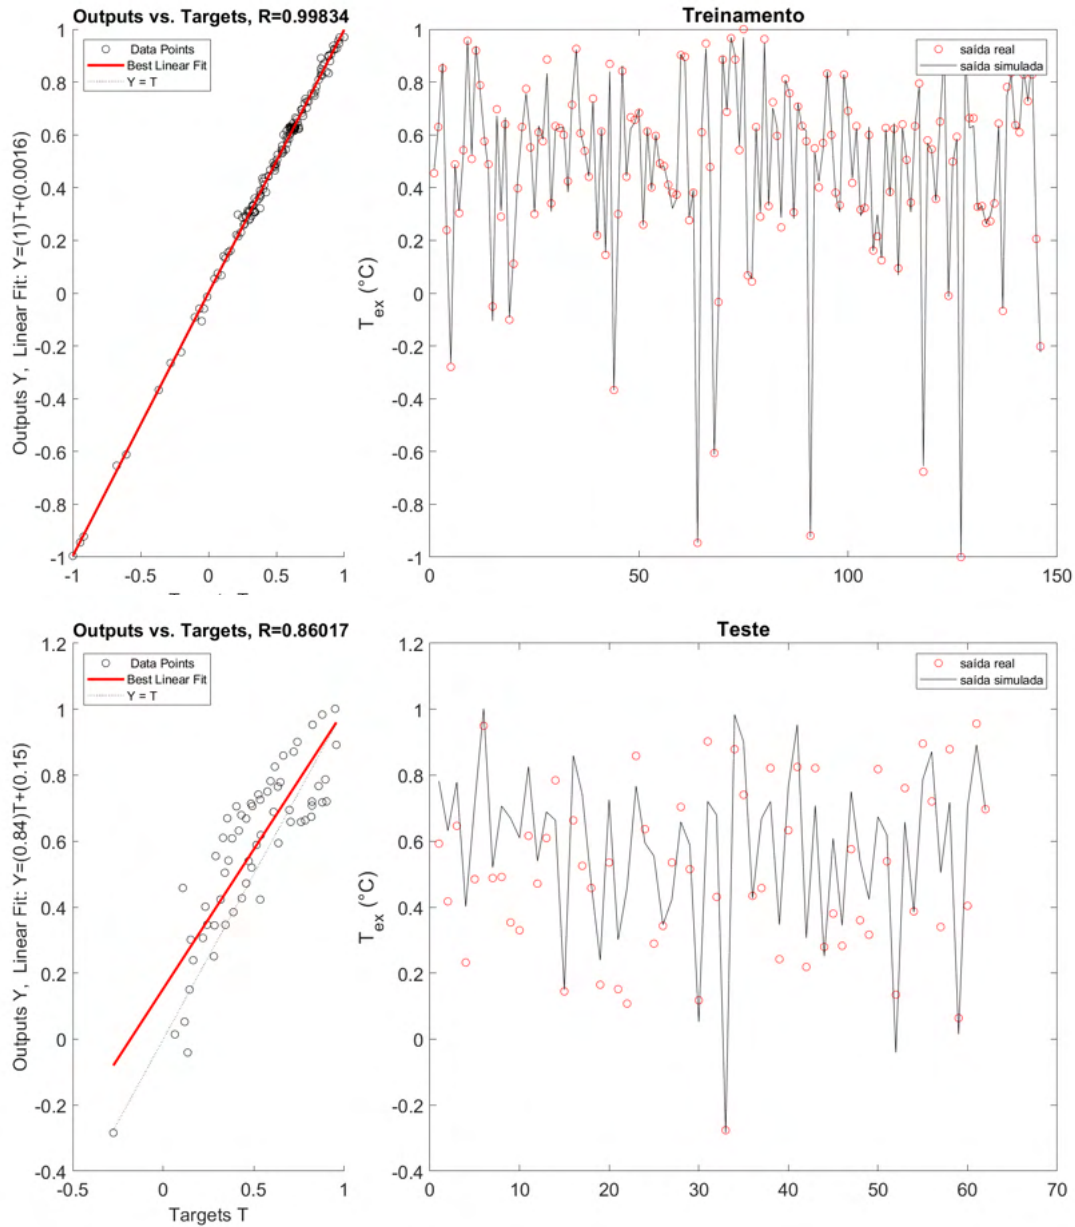 Outputs vs. Targets, R=0.99834
Data Points
Best Linear Fit
Y = T
Outputs Y, Linear Fit: Y=(1)T+(0.0016)
1
0.8
0.6
0.4
0.2
0
-0.2
-0.4
-0.6
-0.8
-1
-1 -0.5 0 0.5 1
Treinamento
saída real
saída simulada
T_ex (°C)
1
0.8
0.6
0.4
0.2
0
-0.2
-0.4
-0.6
-0.8
-1
0 50 100 150
Outputs vs. Targets, R=0.86017
Data Points
Best Linear Fit
Y = T
Outputs Y, Linear Fit: Y=(0.84)T+(0.15)
1.2
1
0.8
0.6
0.4
0.2
0
-0.2
-0.4
-0.5 0 0.5 1
Targets T
Teste
saída real
saída simulada
T_ex (°C)
1.2
1
0.8
0.6
0.4
0.2
0
-0.2
-0.4
0 10 20 30 40 50 60 70